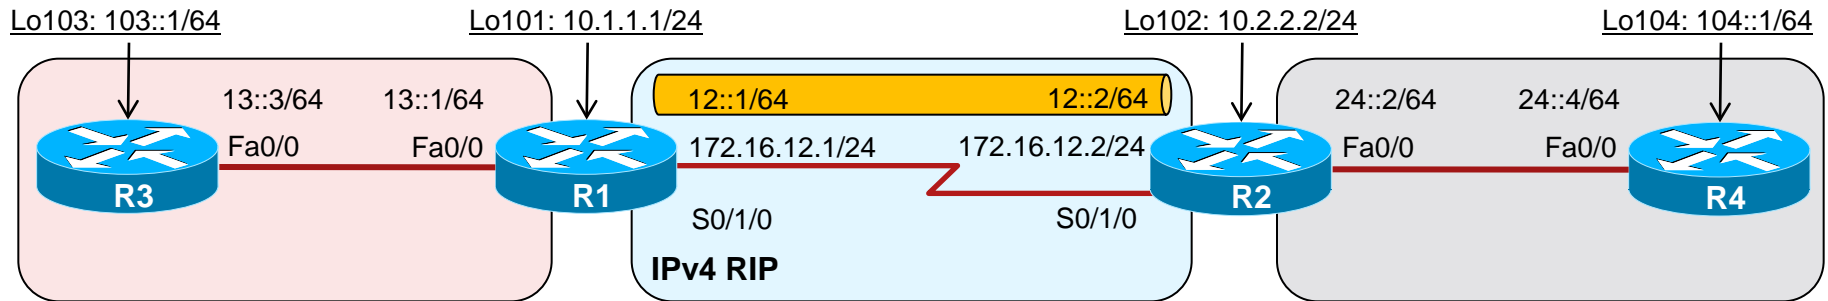 Lo103: 103::1/64
Lo101: 10.1.1.1/24
Lo102: 10.2.2.2/24
Lo104: 104::1/64
13::3/64
13::1/64
12::1/64
12::2/64
24::2/64
24::4/64
Fa0/0
Fa0/0
172.16.12.1/24
172.16.12.2/24
Fa0/0
Fa0/0
R3
R1
R2
R4
S0/1/0
S0/1/0
IPv4 RIP